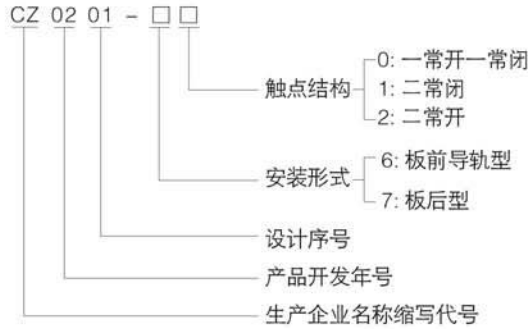 CZ 02 01 - □ □
0: 一常开一常闭
触点结构
1: 二常闭
2: 二常开
6: 板前导轨型
安装形式
7: 板后型
设计序号
产品开发年号
生产企业名称缩写代号